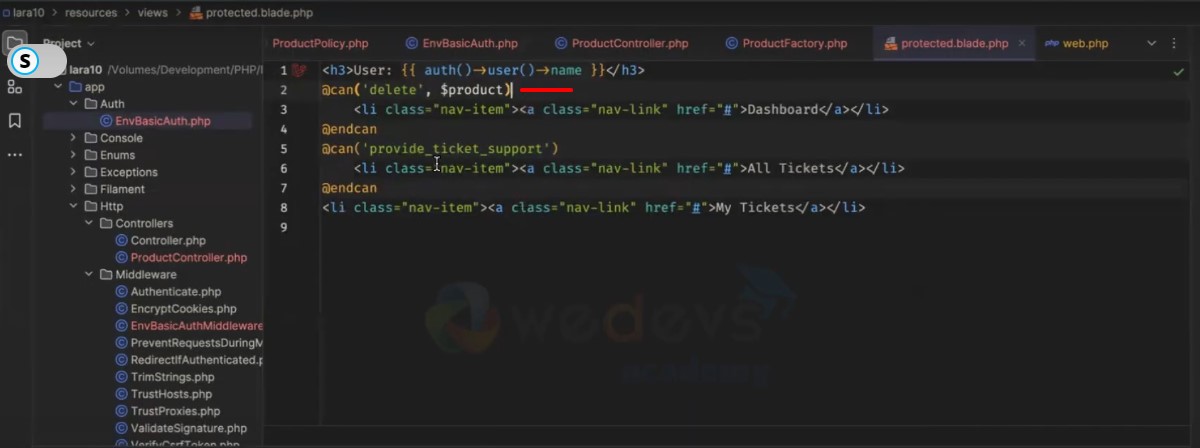 lara10 > resources > views > protected.blade.php
Project
ProductPolicy.php EnvBasicAuth.php ProductController.php ProductFactory.php protected.blade.php × php web.php
S
lara10 /Volumes/Development/PHP/l
app
Auth
EnvBasicAuth.php
Console
Enums
Exceptions
Filament
Http
Controllers
Controller.php
ProductController.php
Middleware
Authenticate.php
EncryptCookies.php
EnvBasicAuthMiddleware
PreventRequestsDuringM
RedirectIfAuthenticated.p
TrimStrings.php
TrustHosts.php
TrustProxies.php
ValidateSignature.php
VerifyCsrfToken.php
1 <h3>User: {{ auth()->user()->name }}</h3>
2 @can('delete', $product)
3 <li class="nav-item"><a class="nav-link" href="#">Dashboard</a></li>
4 @endcan
5 @can('provide_ticket_support')
6 <li class="nav-item"><a class="nav-link" href="#">All Tickets</a></li>
7 @endcan
8 <li class="nav-item"><a class="nav-link" href="#">My Tickets</a></li>
9
wedevs
academy